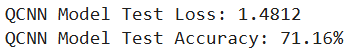 QCNN Model Test Loss: 1.4812
QCNN Model Test Accuracy: 71.16%